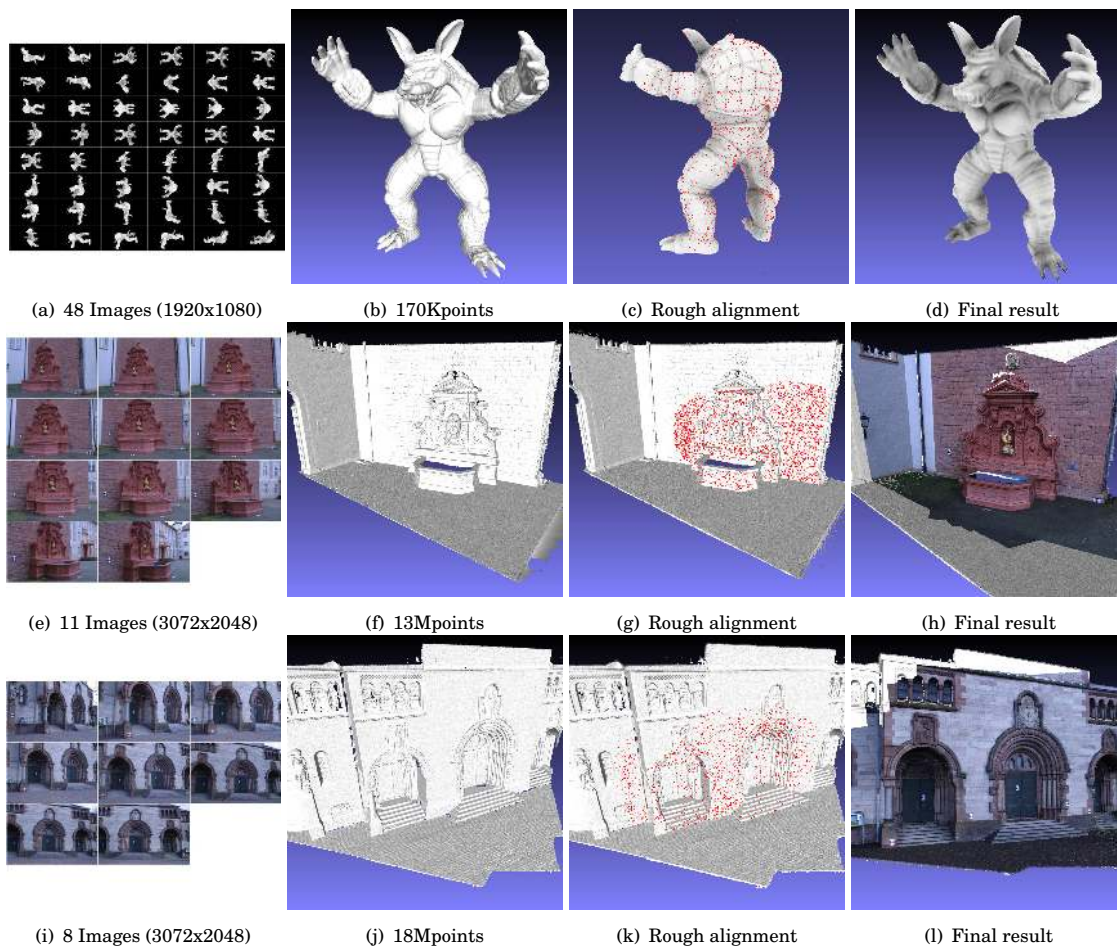 (a) 48 Images (1920x1080)
(b) 170Kpoints
(c) Rough alignment
(d) Final result
(e) 11 Images (3072x2048)
(f) 13Mpoints
(g) Rough alignment
(h) Final result
(i) 8 Images (3072x2048)
(j) 18Mpoints
(k) Rough alignment
(l) Final result